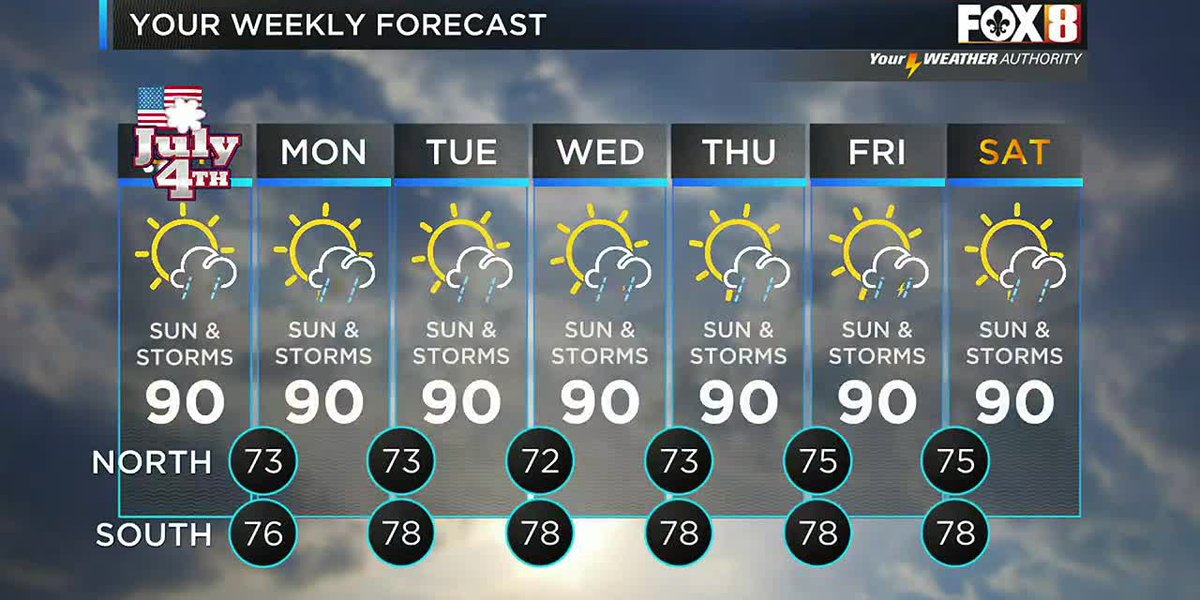 YOUR WEEKLY FORECAST
FOX 8
Your WEATHER AUTHORITY
July 4TH
MON
TUE
WED
THU
FRI
SAT
SUN & STORMS
SUN & STORMS
SUN & STORMS
SUN & STORMS
SUN & STORMS
SUN & STORMS
SUN & STORMS
90 90 90 90 90 90 90
NORTH 73 73 72 73 75 75
SOUTH 76 78 78 78 78 78